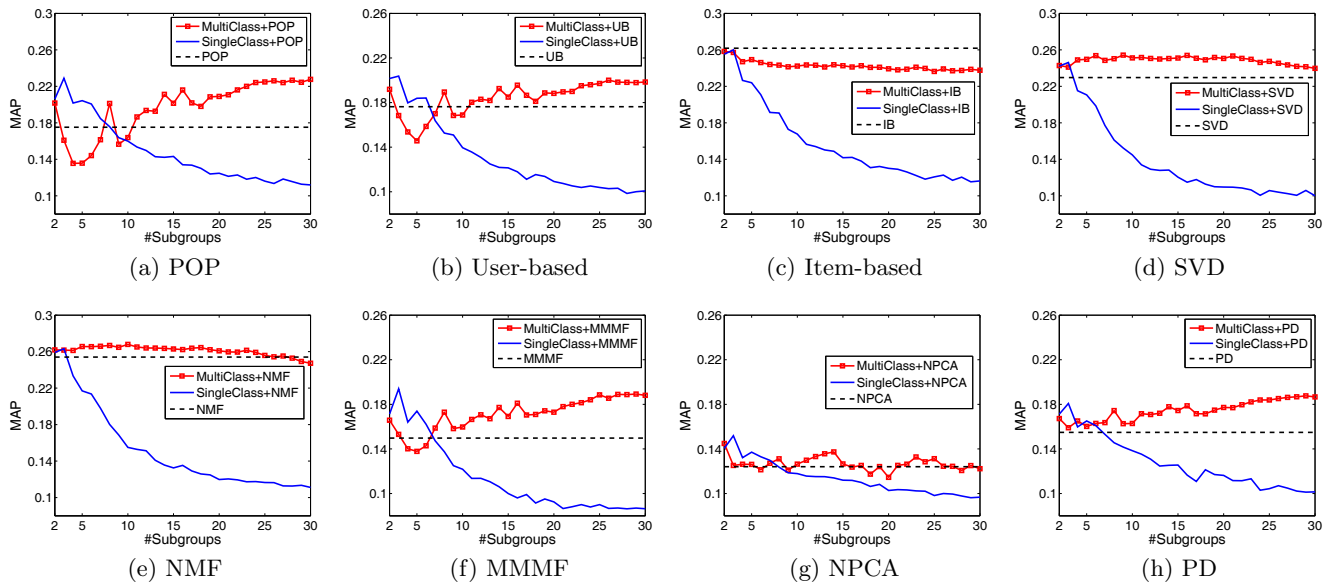 0.3
0.26
0.22
0.18
0.14
0.1
MAP
2 5 10 15 20 25 30
#Subgroups
MultiClass+POP
SingleClass+POP
POP
(a) POP
0.26
0.22
0.18
0.14
0.1
MAP
2 5 10 15 20 25 30
#Subgroups
MultiClass+UB
SingleClass+UB
UB
(b) User-based
0.3
0.26
0.22
0.18
0.14
0.1
MAP
2 5 10 15 20 25 30
#Subgroups
MultiClass+IB
SingleClass+IB
IB
(c) Item-based
0.3
0.26
0.22
0.18
0.14
0.1
MAP
2 5 10 15 20 25 30
#Subgroups
MultiClass+SVD
SingleClass+SVD
SVD
(d) SVD
0.3
0.26
0.22
0.18
0.14
0.1
MAP
2 5 10 15 20 25 30
#Subgroups
MultiClass+NMF
SingleClass+NMF
NMF
(e) NMF
0.26
0.22
0.18
0.14
0.1
MAP
2 5 10 15 20 25 30
#Subgroups
MultiClass+MMMF
SingleClass+MMMF
MMMF
(f) MMMF
0.26
0.22
0.18
0.14
0.1
MAP
2 5 10 15 20 25 30
#Subgroups
MultiClass+NPCA
SingleClass+NPCA
NPCA
(g) NPCA
0.26
0.22
0.18
0.14
0.1
MAP
2 5 10 15 20 25 30
#Subgroups
MultiClass+PD
SingleClass+PD
PD
(h) PD